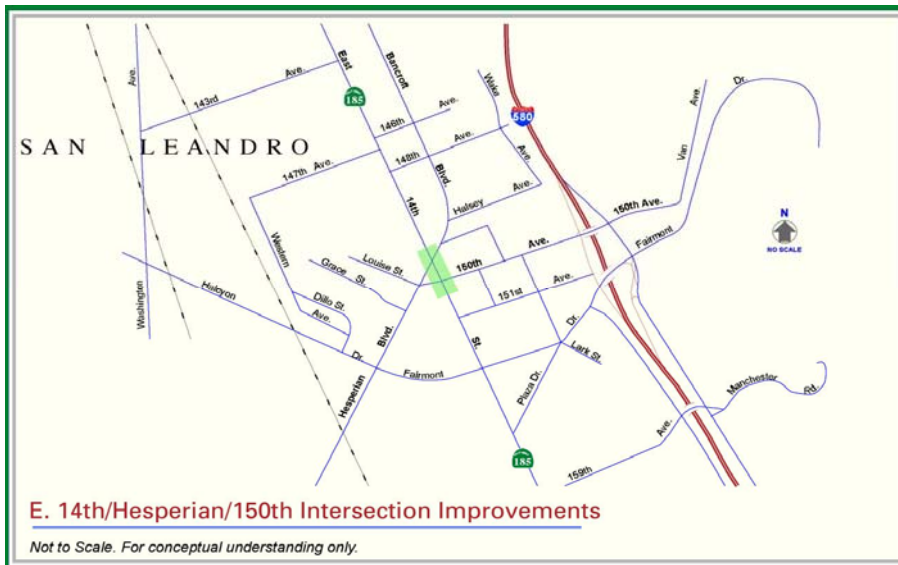 East
Bancroft
Wake
Dr.
Ave.
Ave.
143rd
185
146th
Ave.
580
Ave.
SAN LEANDRO
148th
Ave.
Van
147th
Ave.
Blvd.
14th
Halsey
Ave.
150th Ave.
N
NO SCALE
Western
Louise St.
150th
Ave.
Fairmont
Grace
St.
Halcyon
Dillo St.
151st
Ave.
Washington
Ave.
Blvd.
St.
Dr.
Dr.
Lark St.
Fairmont
Hesperian
Plaza Dr.
Manchester
Rd.
Ave.
159th
185
E. 14th/Hesperian/150th Intersection Improvements
Not to Scale. For conceptual understanding only.